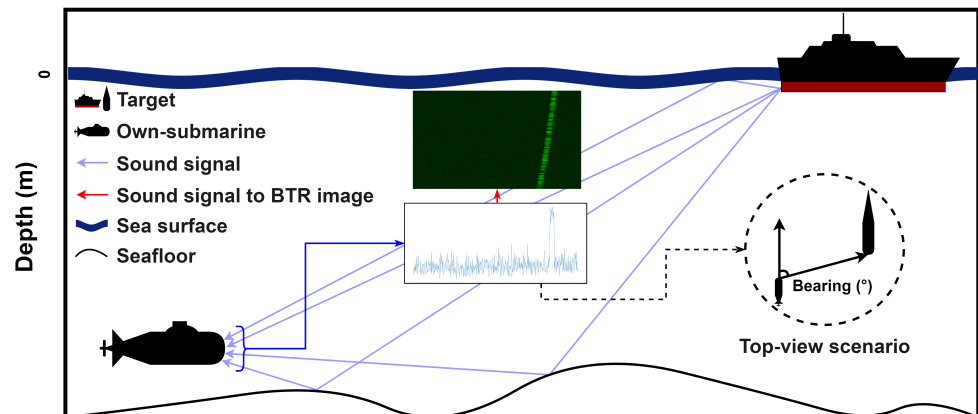 0
Depth (m)
Target
Own-submarine
Sound signal
Sound signal to BTR image
Sea surface
Seafloor
Bearing (°)
Top-view scenario